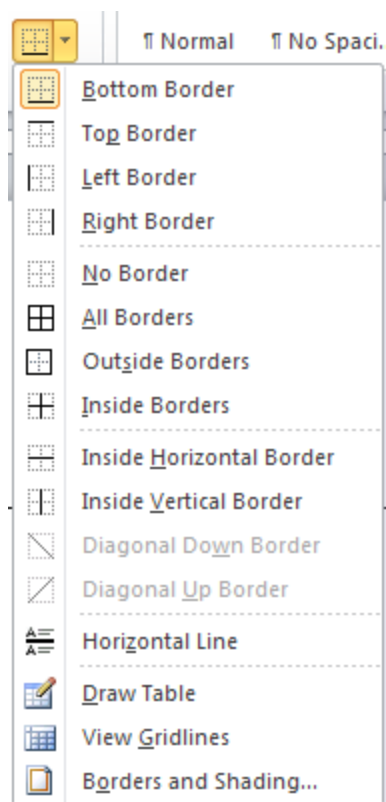 ¶ Normal ¶ No Spaci.
Bottom Border
Top Border
Left Border
Right Border
No Border
All Borders
Outside Borders
Inside Borders
Inside Horizontal Border
Inside Vertical Border
Diagonal Down Border
Diagonal Up Border
Horizontal Line
Draw Table
View Gridlines
Borders and Shading...